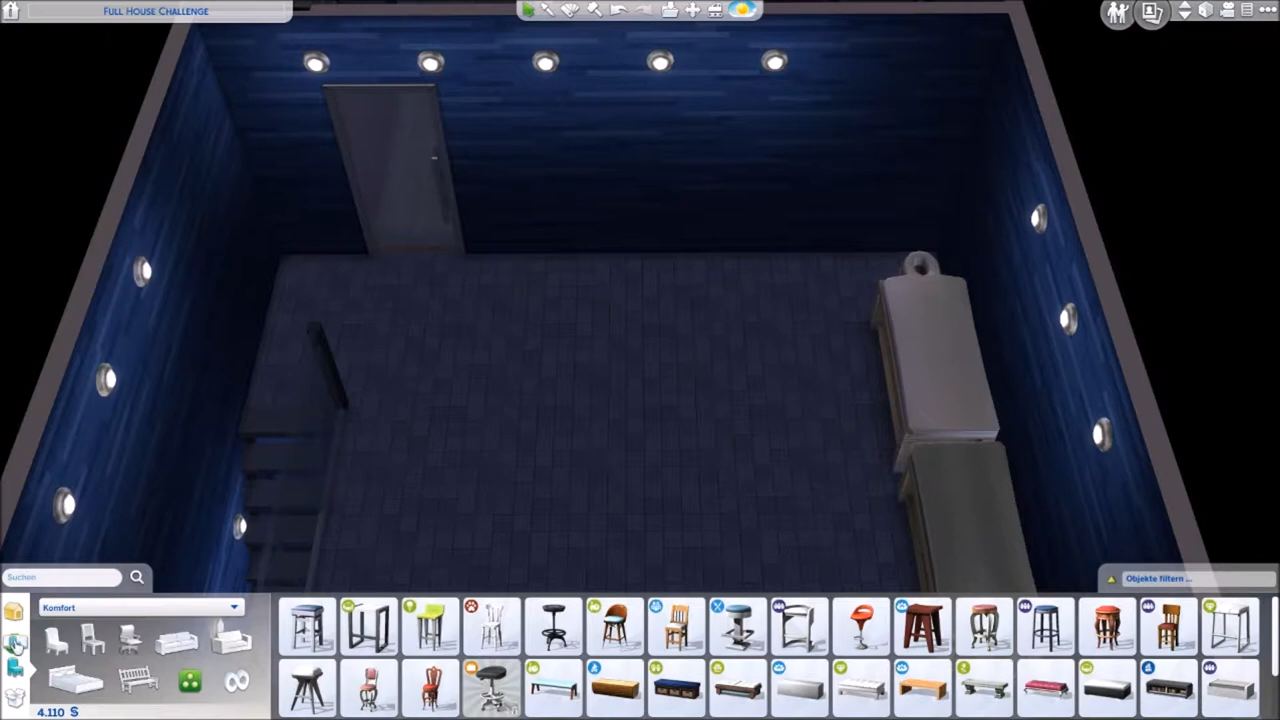 Full House Challenge
Suchen
Objekte filtern ...
Komfort
4.110 $